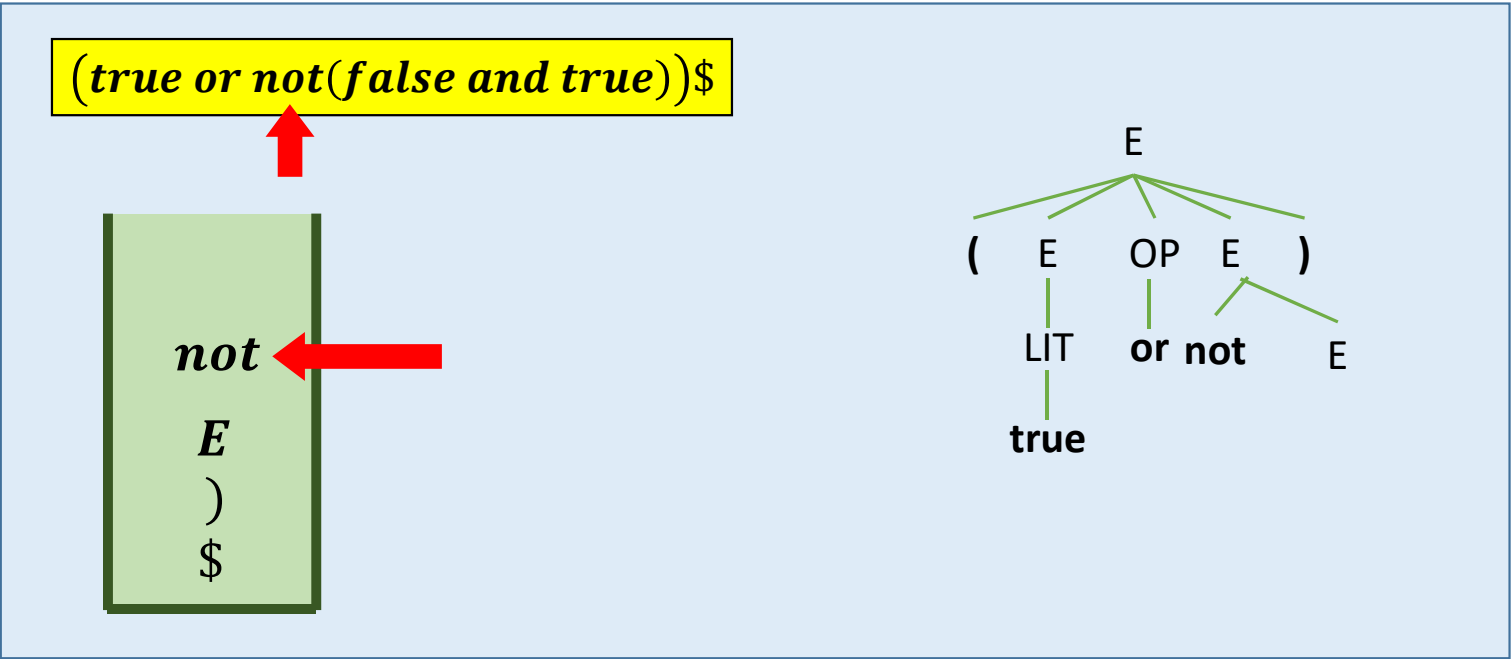 (true or not(false and true))$
not
E
)
$
E
( E OP E )
LIT or not E
true